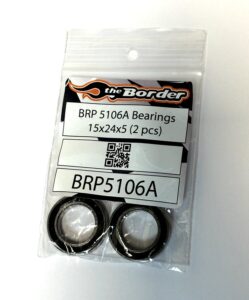 the Border
BRP 5106A Bearings
15x24x5 (2 pcs)
BRP5106A